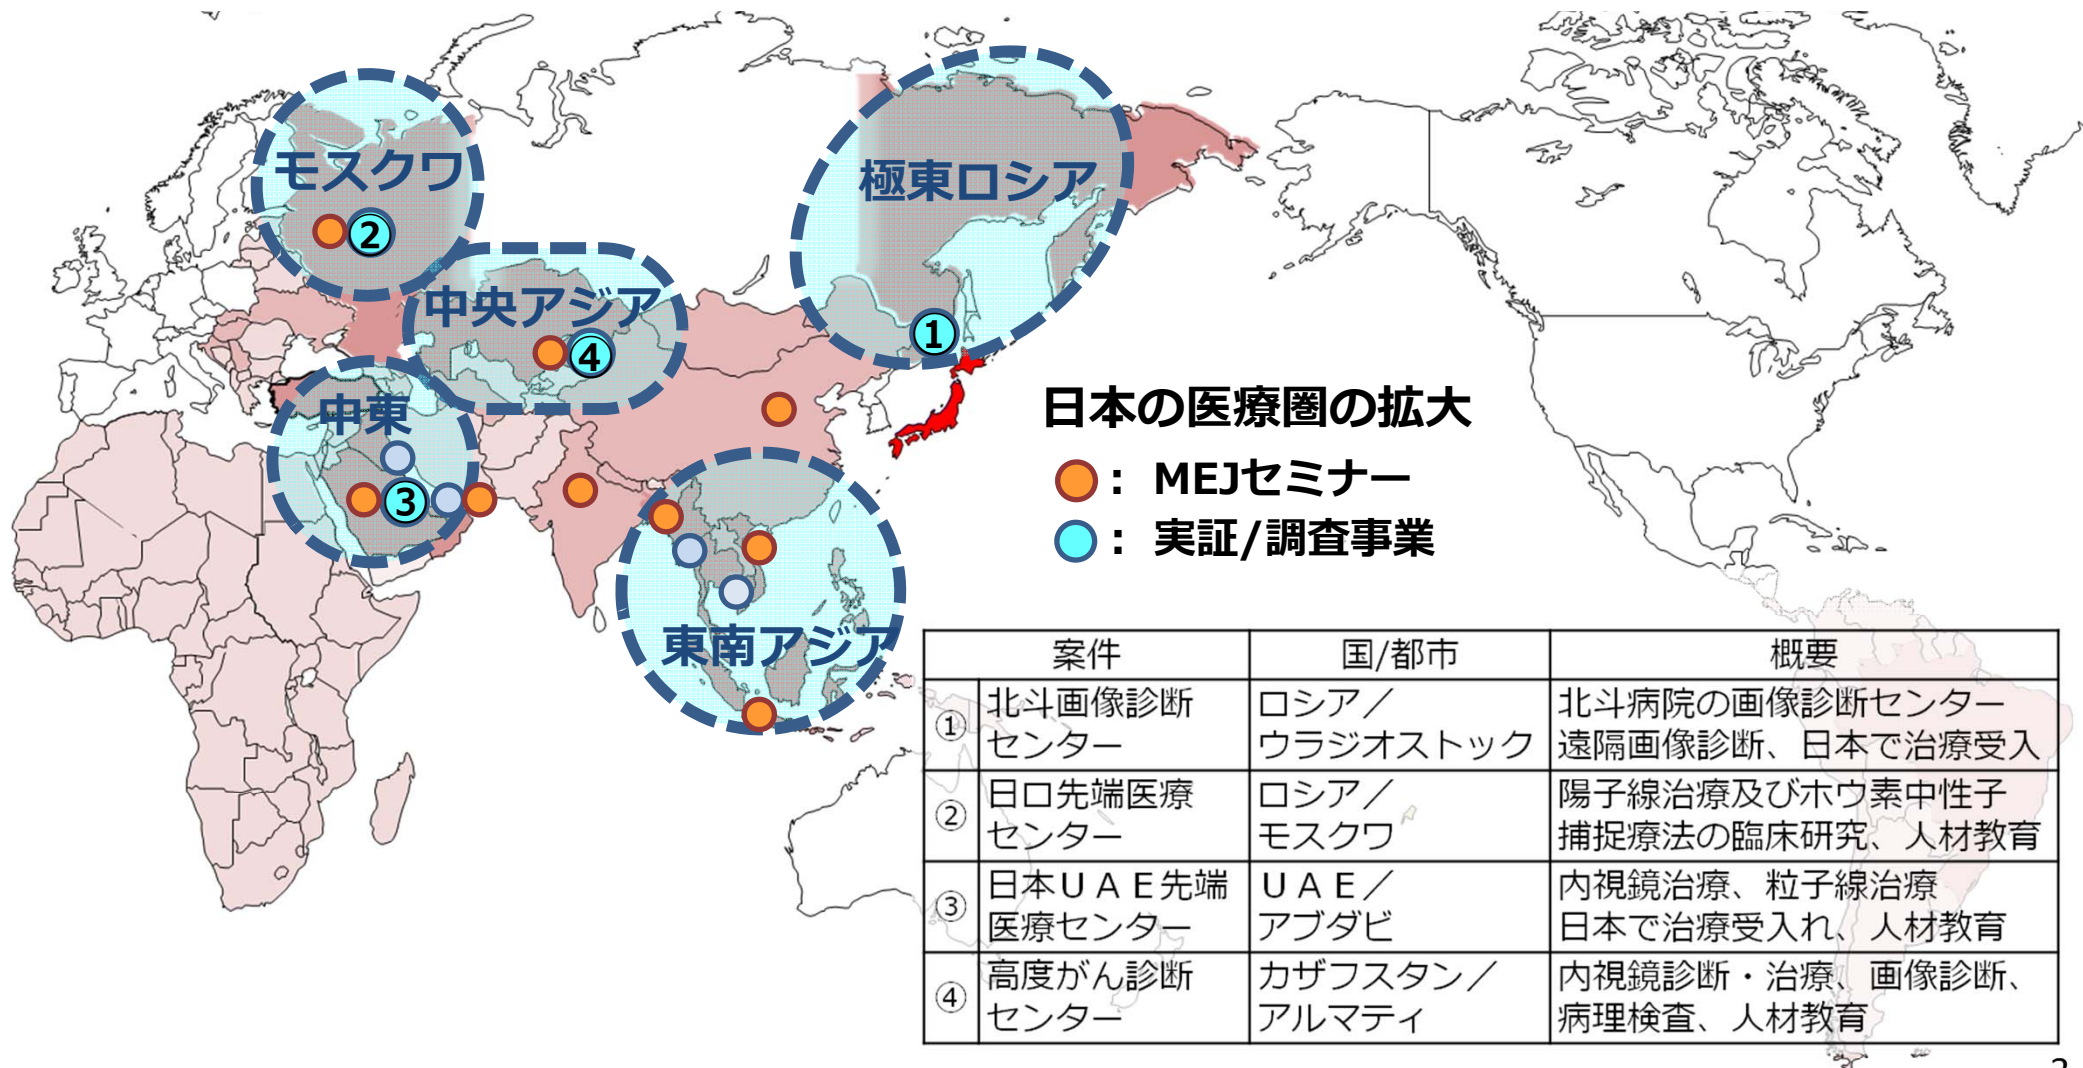 モスクワ
②
極東ロシア
①
中央アジア
④
中東
③
東南アジア
日本の医療圏の拡大
： MEJセミナー
： 実証/調査事業
案件 国/都市 概要
① 北斗画像診断センター ロシア／ウラジオストック 北斗病院の画像診断センター
遠隔画像診断、日本で治療受入
② 日ロ先端医療センター ロシア／モスクワ 陽子線治療及びホウ素中性子
捕捉療法の臨床研究、人材教育
③ 日本ＵＡＥ先端医療センター ＵＡＥ／アブダビ 内視鏡治療、粒子線治療
日本で治療受入れ、人材教育
④ 高度がん診断センター カザフスタン／アルマティ 内視鏡診断・治療、画像診断、
病理検査、人材教育